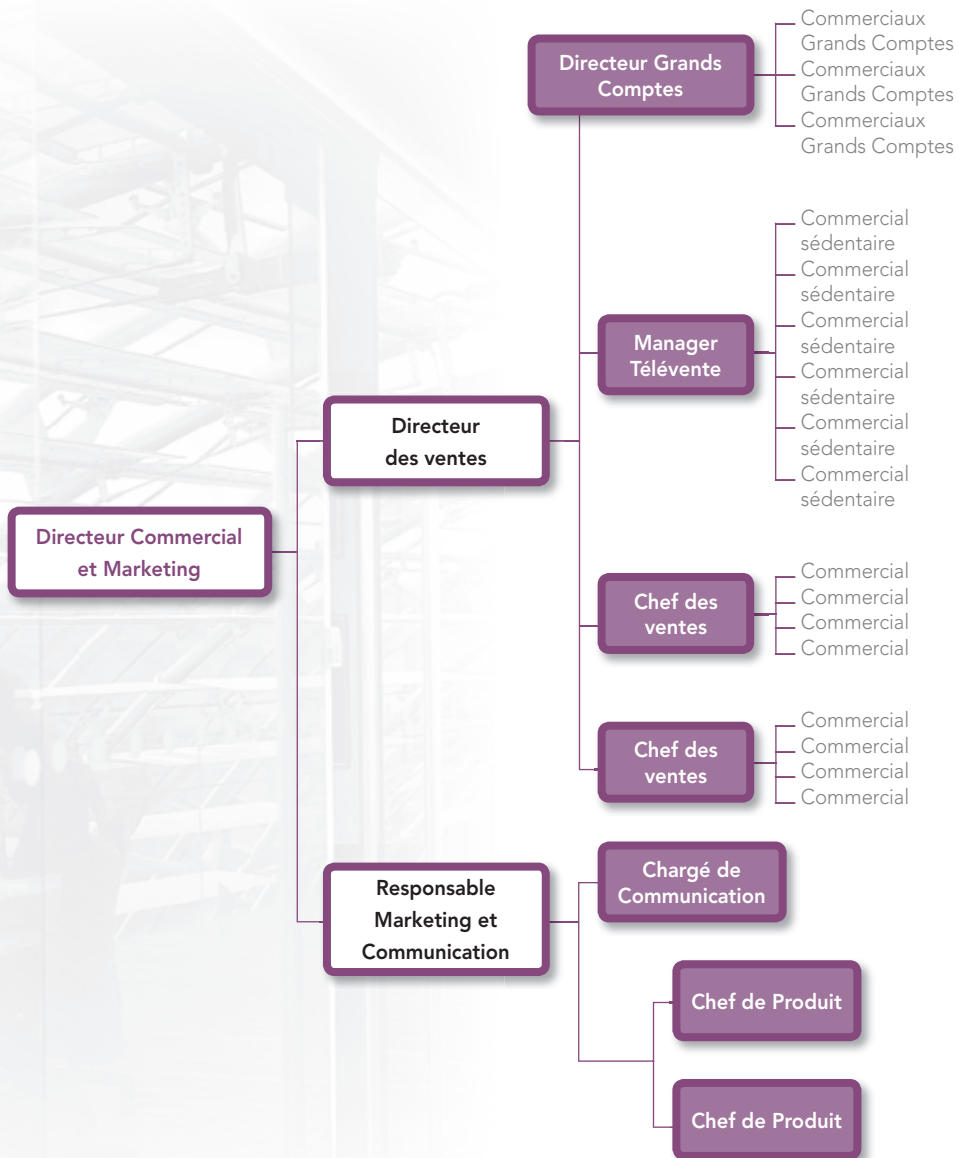 Directeur Grands
Comptes
Commerciaux
Grands Comptes
Commerciaux
Grands Comptes
Commerciaux
Grands Comptes
Manager
Télévente
Commercial
sédentaire
Commercial
sédentaire
Commercial
sédentaire
Commercial
sédentaire
Commercial
sédentaire
Commercial
sédentaire
Directeur
des ventes
Directeur Commercial
et Marketing
Chef des
ventes
Commercial
Commercial
Commercial
Commercial
Chef des
ventes
Commercial
Commercial
Commercial
Commercial
Responsable
Marketing et
Communication
Chargé de
Communication
Chef de Produit
Chef de Produit